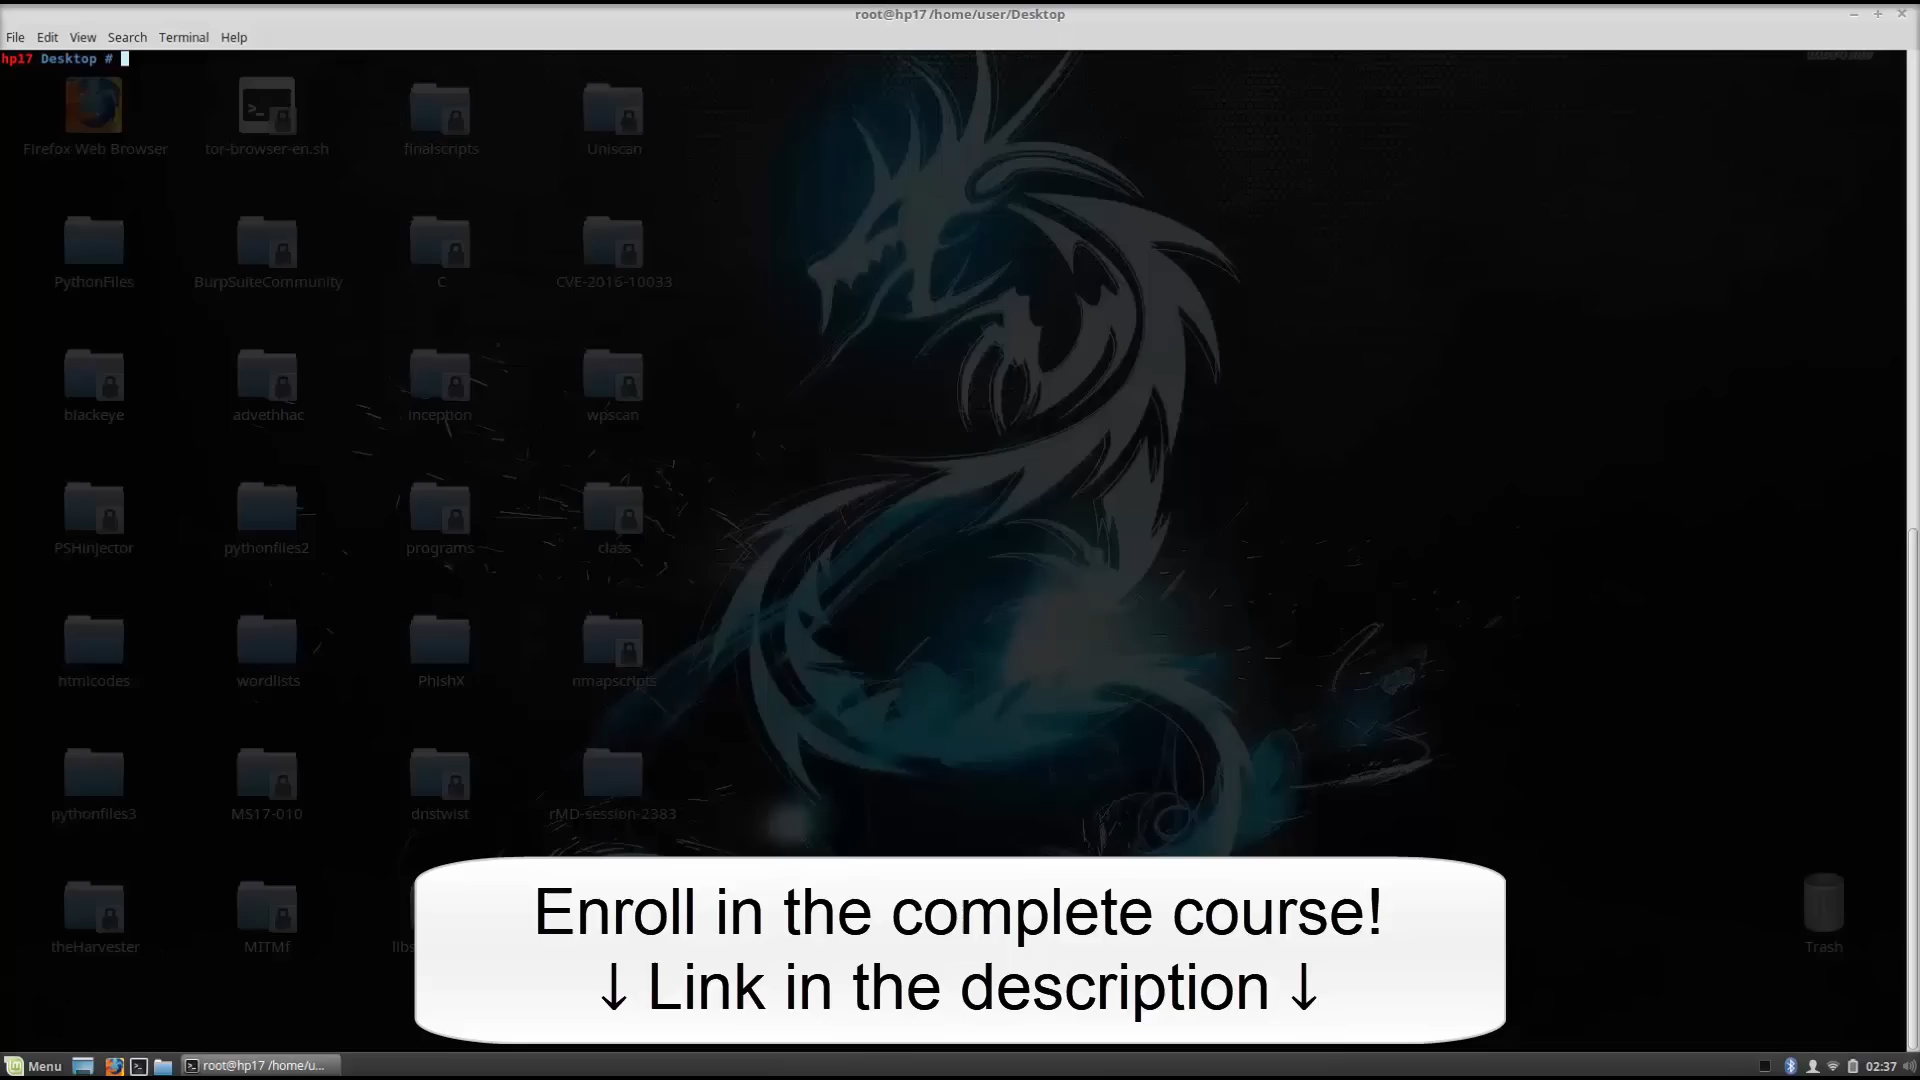 root@hp17 /home/user/Desktop
File Edit View Search Terminal Help
hp17 Desktop #
Firefox Web Browser
tor-browser-en.sh
finalscripts
Uniscan
PythonFiles
BurpSuiteCommunity
C
CVE-2016-10033
blackeye
advethhac
inception
wpscan
PSHinjector
pythonfiles2
programs
class
htmlcodes
wordlists
PhishX
nmapscripts
pythonfiles3
MS17-010
dnstwist
rMD-session-2383
theHarvester
MITMf
Trash
Enroll in the complete course!
↓ Link in the description ↓
Menu
root@hp17 /home/u...
02:37